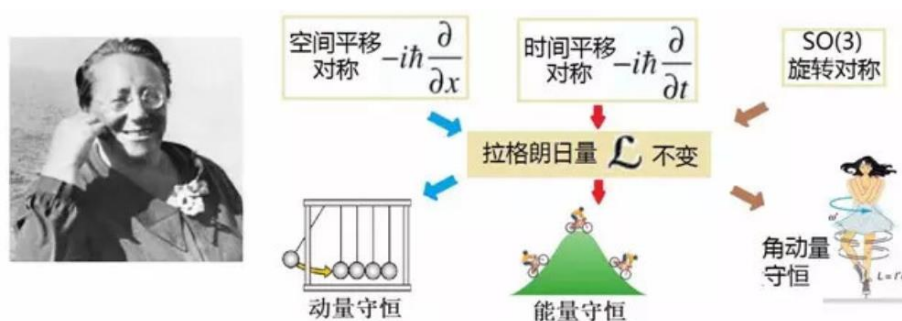 空间平移
对称
-iħ ∂/∂x
时间平移
对称
-iħ ∂/∂t
SO(3)
旋转对称
拉格朗日量 ℒ 不变
动量守恒
能量守恒
角动量
守恒
ω